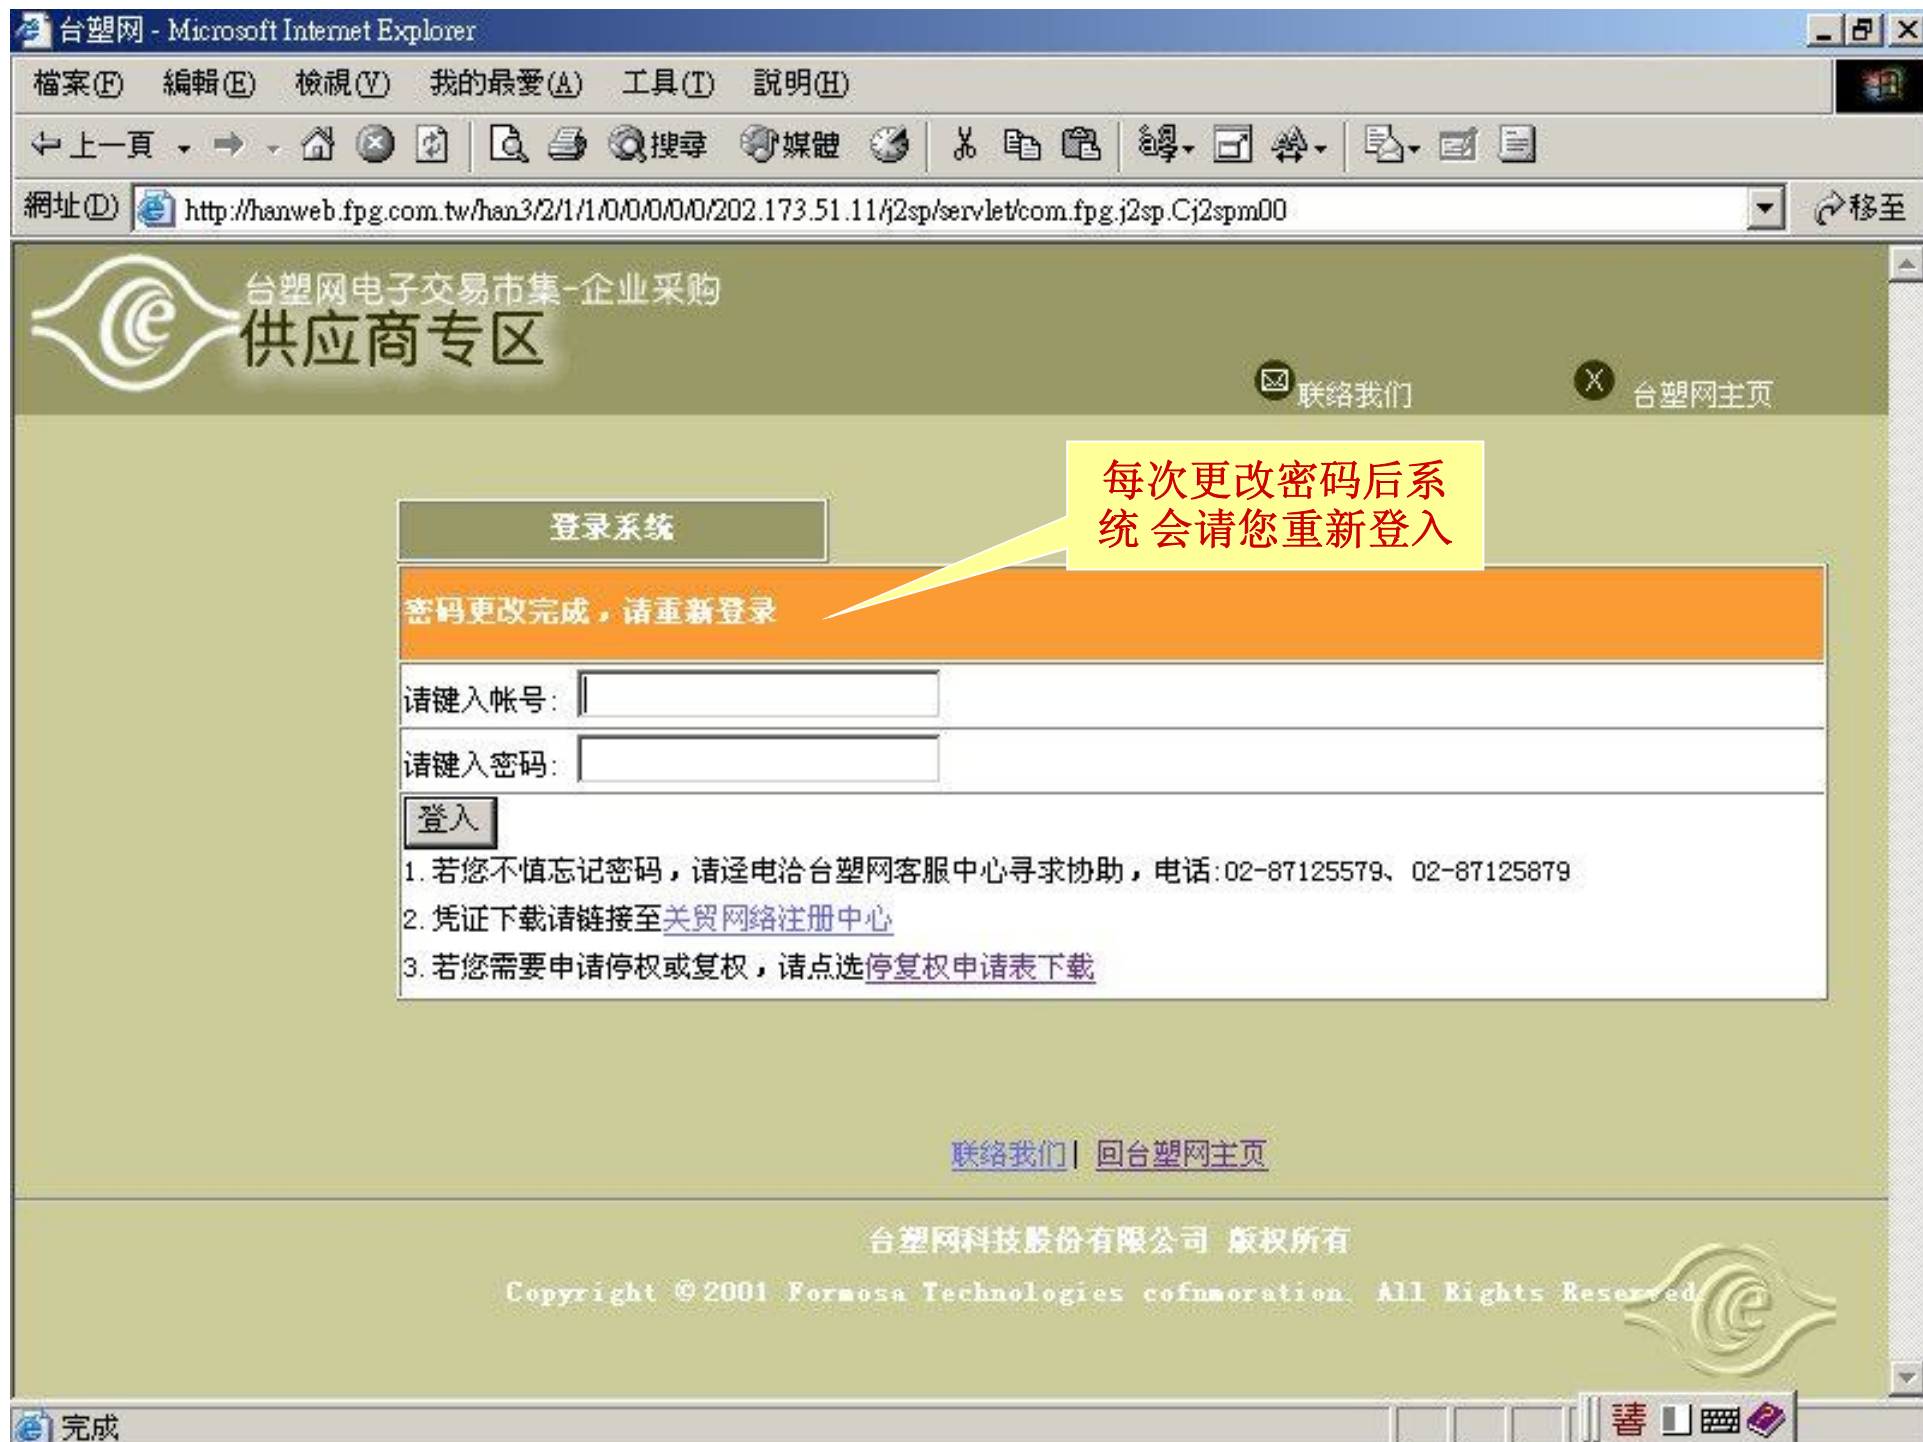 台塑网 - Microsoft Internet Explorer
檔案(F) 編輯(E) 檢視(V) 我的最愛(A) 工具(T) 說明(H)
上一頁 搜尋 媒體
網址(D) http://hanweb.fpg.com.tw/han3/2/1/1/0/0/0/0/0/202.173.51.11/j2sp/servlet/com.fpg.j2sp.Cj2spm00 移至
台塑网电子交易市集-企业采购
供应商专区
联络我们 台塑网主页
每次更改密码后系
统 会请您重新登入
登录系统
密码更改完成，请重新登录
请键入帐号:
请键入密码:
登入
1.若您不慎忘记密码，请迳电洽台塑网客服中心寻求协助，电话:02-87125579、02-87125879
2.凭证下载请链接至关贸网络注册中心
3.若您需要申请停权或复权，请点选停复权申请表下载
联络我们| 回台塑网主页
台塑网科技股份有限公司 版权所有
Copyright ©2001 Formosa Technologies cofnmoration. All Rights Reserved
完成